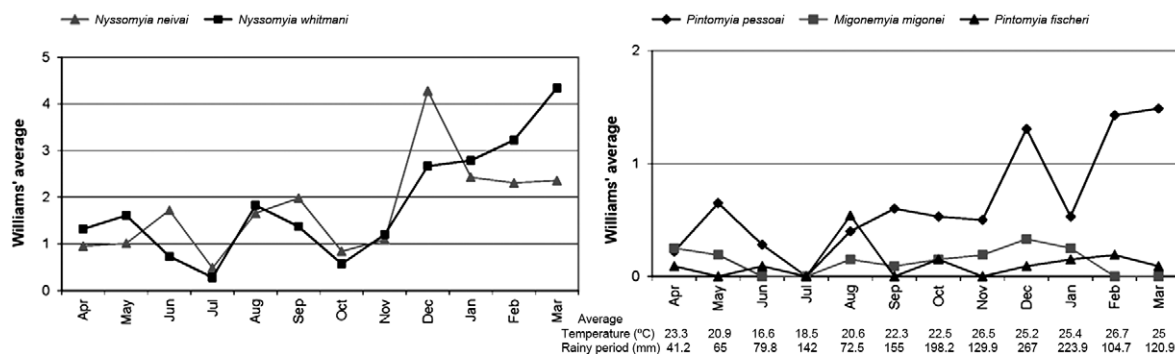 Nyssomyia neivai Nyssomyia whitmani
Williams' average
5
4
3
2
1
0
Apr May Jun Jul Aug Sep Oct Nov Dec Jan Feb Mar
Pintomyia pessoai Migonemyia migonei Pintomyia fischeri
Williams' average
2
1
0
Apr May Jun Jul Aug Sep Oct Nov Dec Jan Feb Mar
Average
Temperature (ºC) 23.3 20.9 16.6 18.5 20.6 22.3 22.5 26.5 25.2 25.4 26.7 25
Rainy period (mm) 41.2 65 79.8 142 72.5 155 198.2 129.9 267 223.9 104.7 120.9